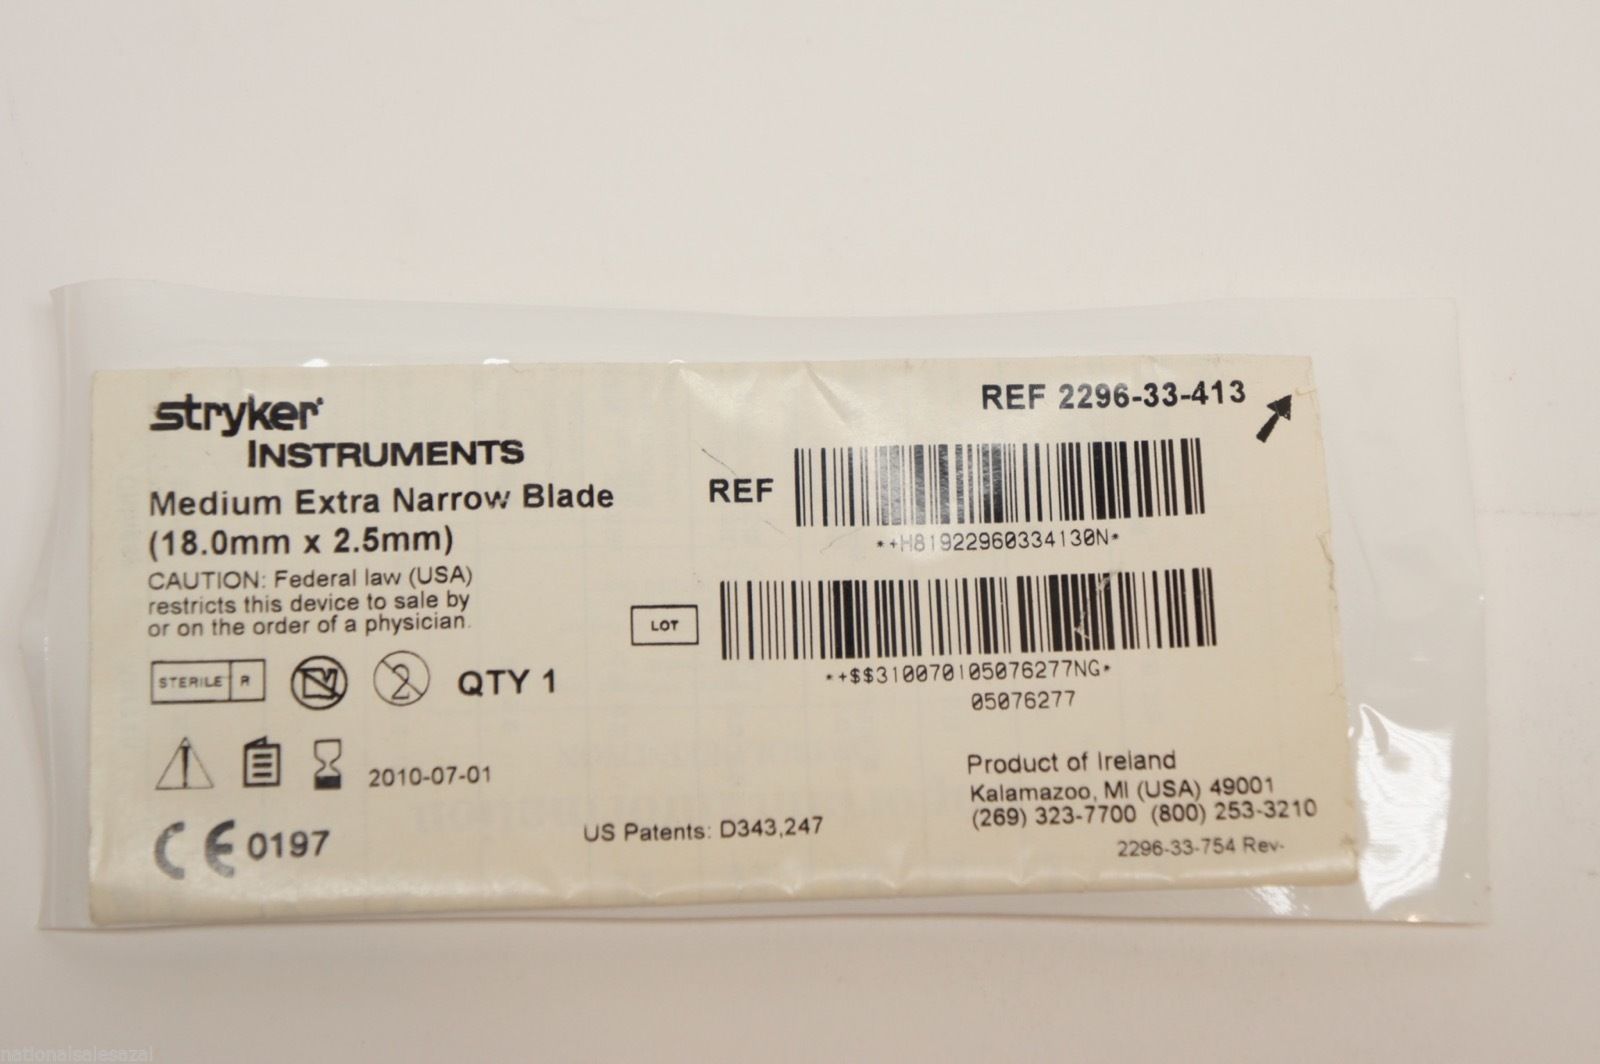 stryker
INSTRUMENTS
Medium Extra Narrow Blade
(18.0mm x 2.5mm)
CAUTION: Federal law (USA)
restricts this device to sale by
or on the order of a physician.
STERILE R
2
QTY 1
2010-07-01
CE 0197
US Patents: D343,247
REF 2296-33-413
REF
*+H81922960334130N*
LOT
*+$$310070105076277NG*
05076277
Product of Ireland
Kalamazoo, MI (USA) 49001
(269) 323-7700 (800) 253-3210
2296-33-754 Rev-
nationalsalesazal